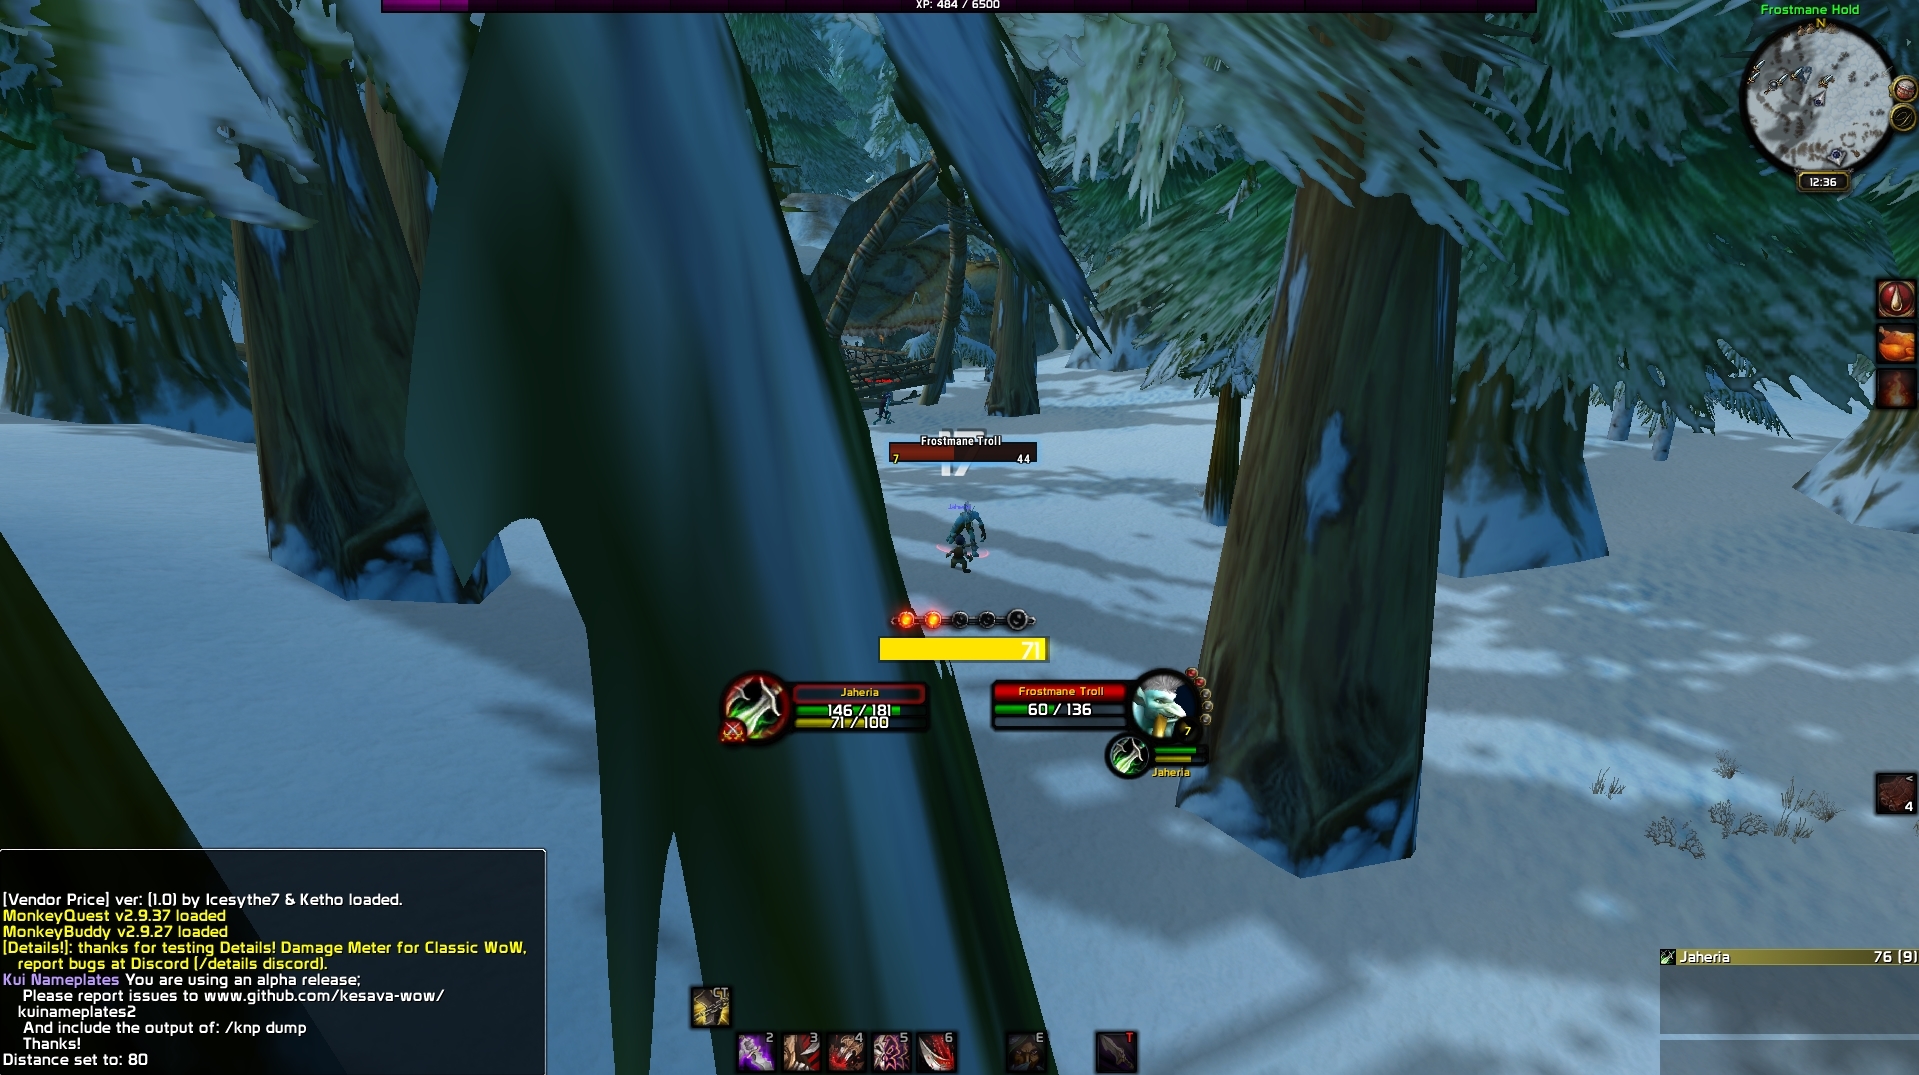 XP: 484 / 6500
Frostmane Hold
N
12:36
Frostmane Troll
7
44
71
Jaheria
146 / 181
71 / 100
Frostmane Troll
60 / 136
7
Jaheria
<
4
[Vendor Price] ver: (1.0) by Icesythe7 & Ketho loaded.
MonkeyQuest v2.9.37 loaded
MonkeyBuddy v2.9.27 loaded
[Details!]: thanks for testing Details! Damage Meter for Classic WoW,
report bugs at Discord (/details discord).
Kui Nameplates You are using an alpha release;
Please report issues to www.github.com/kesava-wow/
kuinameplates2
And include the output of: /knp dump
Thanks!
Distance set to: 80
Jaheria 76 (9)
CT
2 3 4 5 6 E T